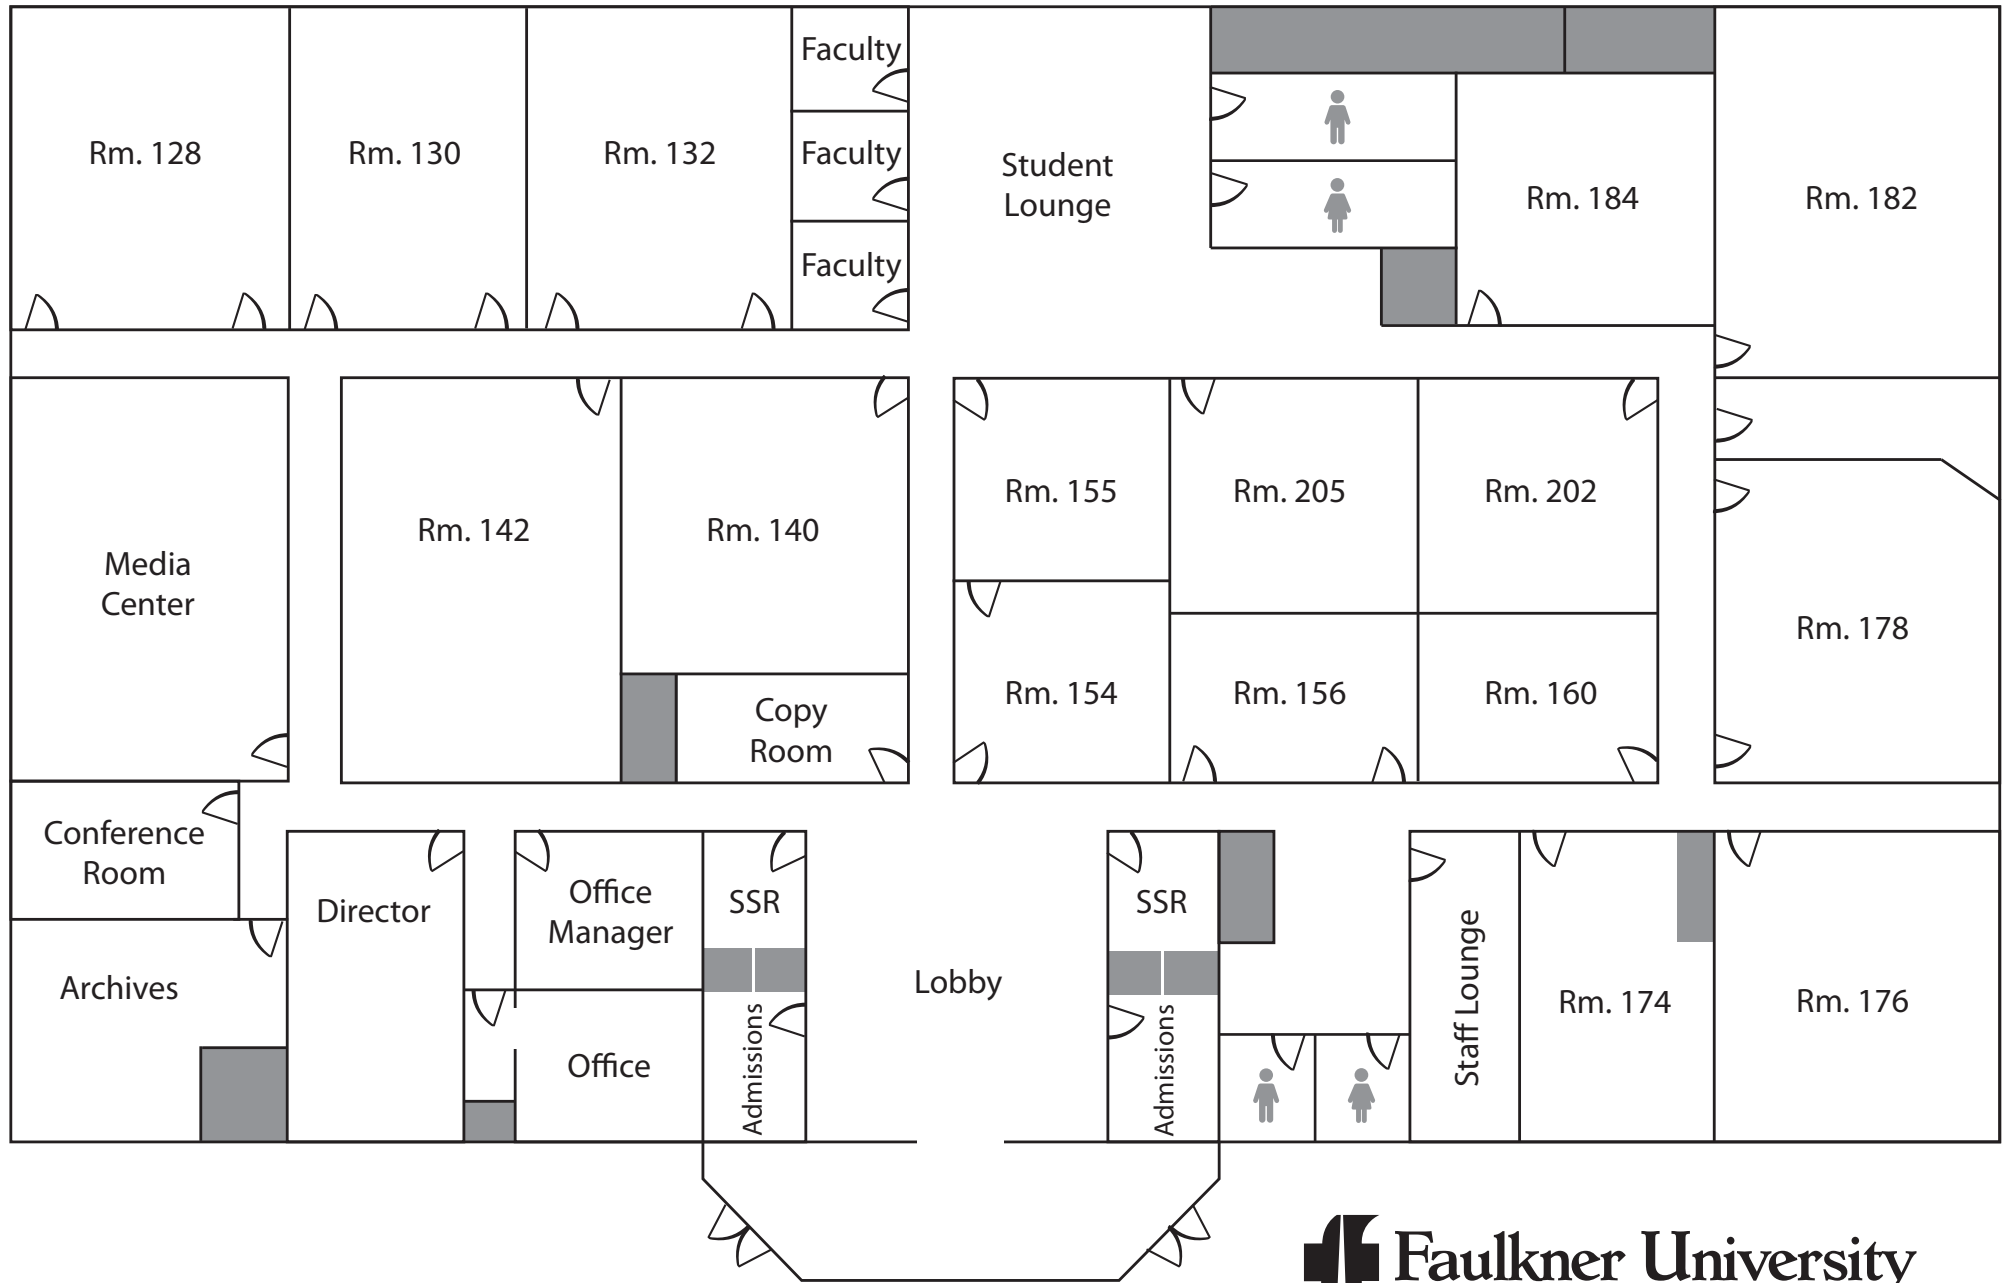 Faculty
Rm. 128
Rm. 130
Rm. 132
Faculty
Faculty
Student
Lounge
Rm. 184
Rm. 182
Media
Center
Rm. 142
Rm. 140
Copy
Room
Rm. 155
Rm. 205
Rm. 202
Rm. 154
Rm. 156
Rm. 160
Rm. 178
Conference
Room
Director
Office
Manager
SSR
Lobby
SSR
Archives
Office
Admissions
Admissions
Staff Lounge
Rm. 174
Rm. 176
Faulkner University